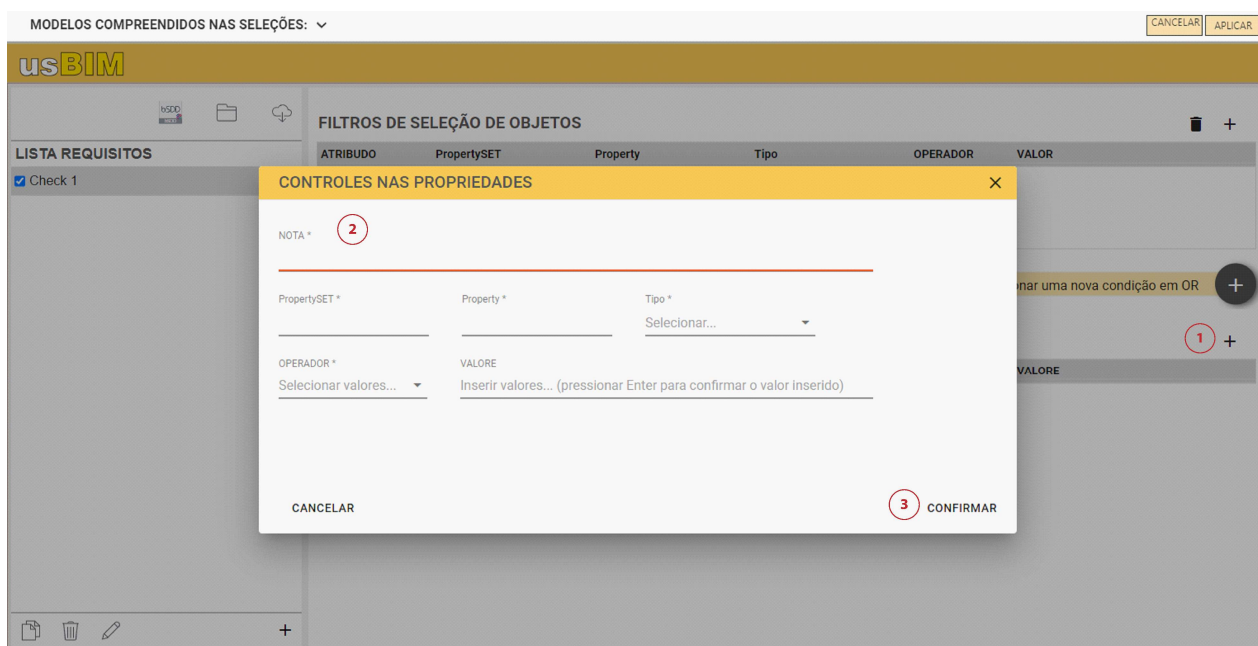 MODELOS COMPREENDIDOS NAS SELEÇÕES:
CANCELAR APLICAR
usBIM
bSDD
FILTROS DE SELEÇÃO DE OBJETOS
LISTA REQUISITOS
ATRIBUDO PropertySET Property Tipo OPERADOR VALOR
Check 1
CONTROLES NAS PROPRIEDADES
NOTA * 2
onar uma nova condição em OR
PropertySET * Property * Tipo *
Selecionar...
1
OPERADOR * VALORE
VALORE
Selecionar valores... Inserir valores... (pressionar Enter para confirmar o valor inserido)
CANCELAR 3 CONFIRMAR